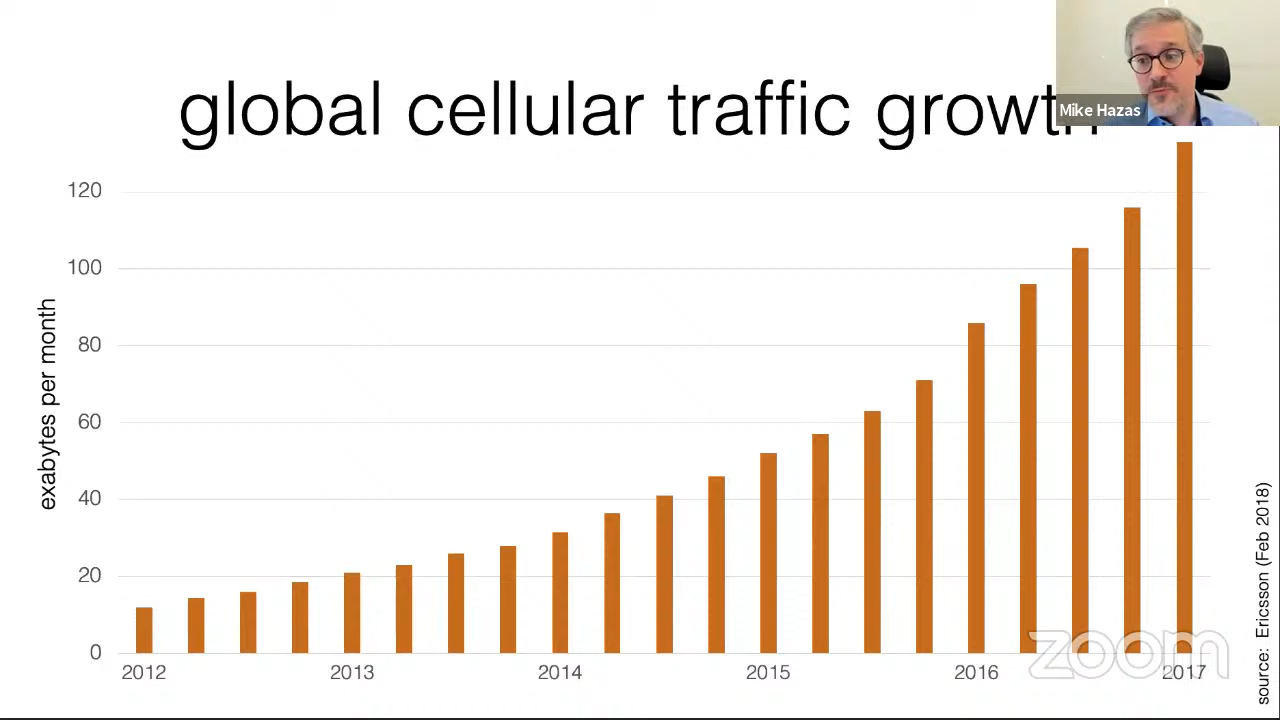 global cellular traffic growth
Mike Hazas
120
100
80
60
40
20
0
exabytes per month
2012 2013 2014 2015 2016 2017
source: Ericsson (Feb 2018)
zoom